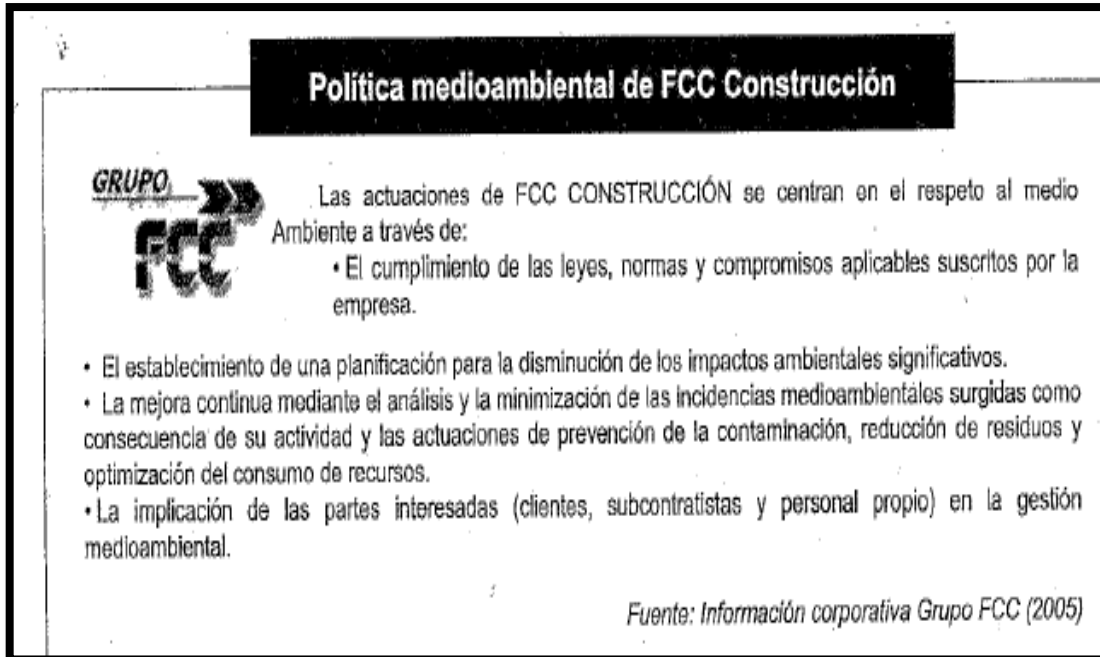 Política medioambiental de FCC Construcción
GRUPO
FCC
Las actuaciones de FCC CONSTRUCCIÓN se centran en el respeto al medio
Ambiente a través de:
• El cumplimiento de las leyes, normas y compromisos aplicables suscritos por la
empresa.
• El establecimiento de una planificación para la disminución de los impactos ambientales significativos.
• La mejora continua mediante el análisis y la minimización de las incidencias medioambientales surgidas como
consecuencia de su actividad y las actuaciones de prevención de la contaminación, reducción de residuos y
optimización del consumo de recursos.
• La implicación de las partes interesadas (clientes, subcontratistas y personal propio) en la gestión
medioambiental.
Fuente: Información corporativa Grupo FCC (2005)